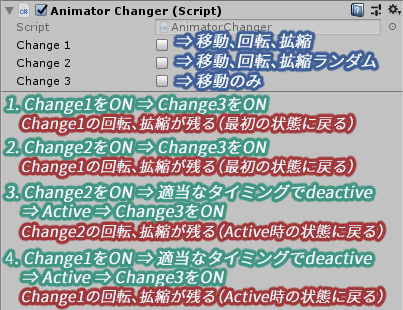 Animator Changer (Script)
Script AnimatorChanger
Change 1 ⇒移動、回転、拡縮
Change 2 ⇒移動、回転、拡縮ランダム
Change 3 ⇒移動のみ
1. Change1をON ⇒ Change3をON
Change1の回転、拡縮が残る（最初の状態に戻る）
2. Change2をON ⇒ Change3をON
Change1の回転、拡縮が残る（最初の状態に戻る）
3. Change2をON ⇒ 適当なタイミングでdeactive
⇒ Active ⇒ Change3をON
Change2の回転、拡縮が残る（Active時の状態に戻る）
4. Change1をON ⇒ 適当なタイミングでdeactive
⇒ Active ⇒ Change3をON
Change1の回転、拡縮が残る（Active時の状態に戻る）